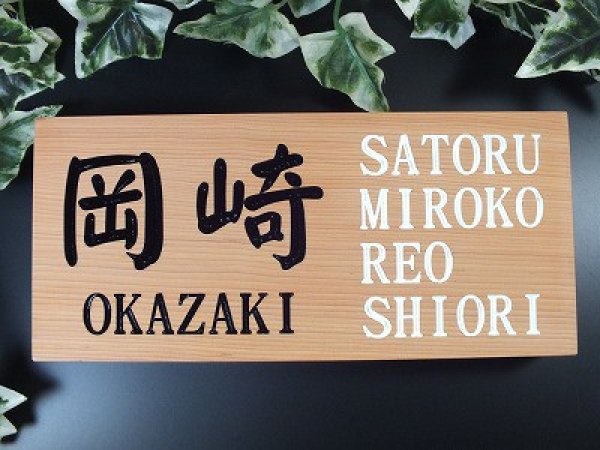 岡崎
OKAZAKI
SATORU
MIROKO
REO
SHIORI